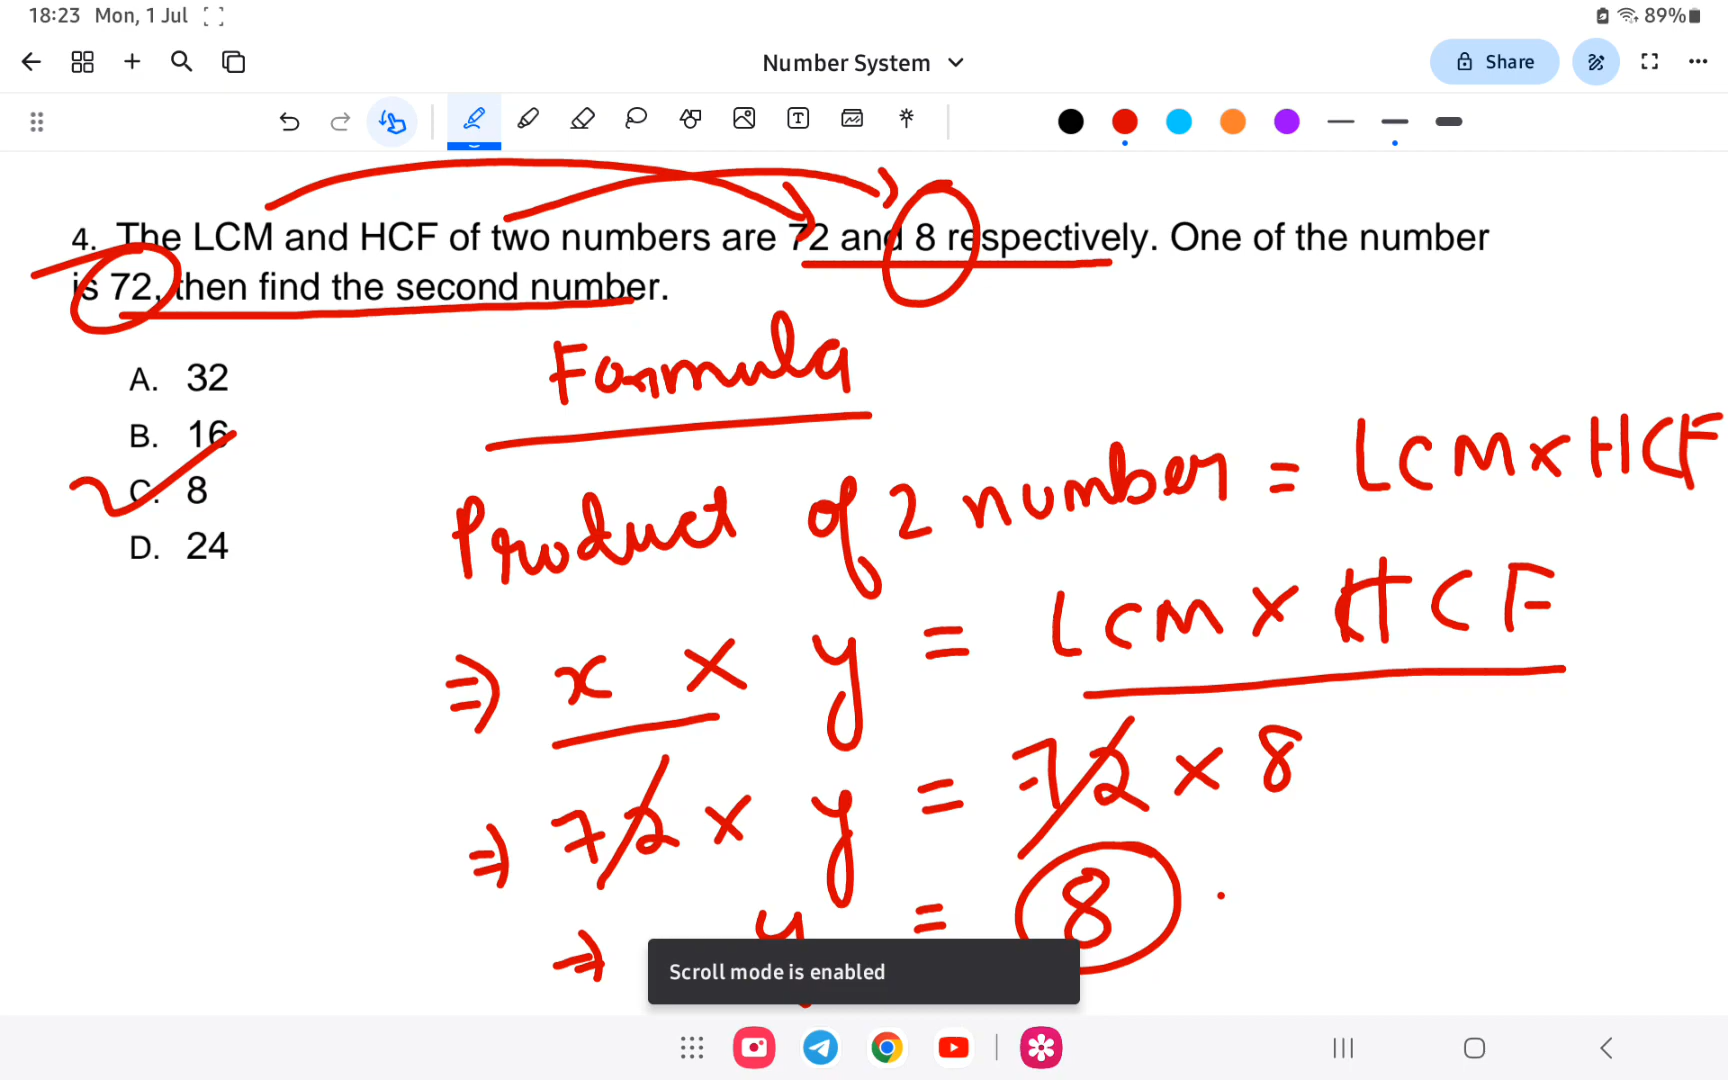 18:23 Mon, 1 Jul 89%
Number System
Share
4. The LCM and HCF of two numbers are 72 and 8 respectively. One of the number
is 72, then find the second number.
A. 32
B. 16
C. 8
D. 24
Formula
Product of 2 number = LCM x HCF
⇒ x × y = LCM × HCF
⇒ 72 × y = 72 × 8
⇒ y = 8
Scroll mode is enabled